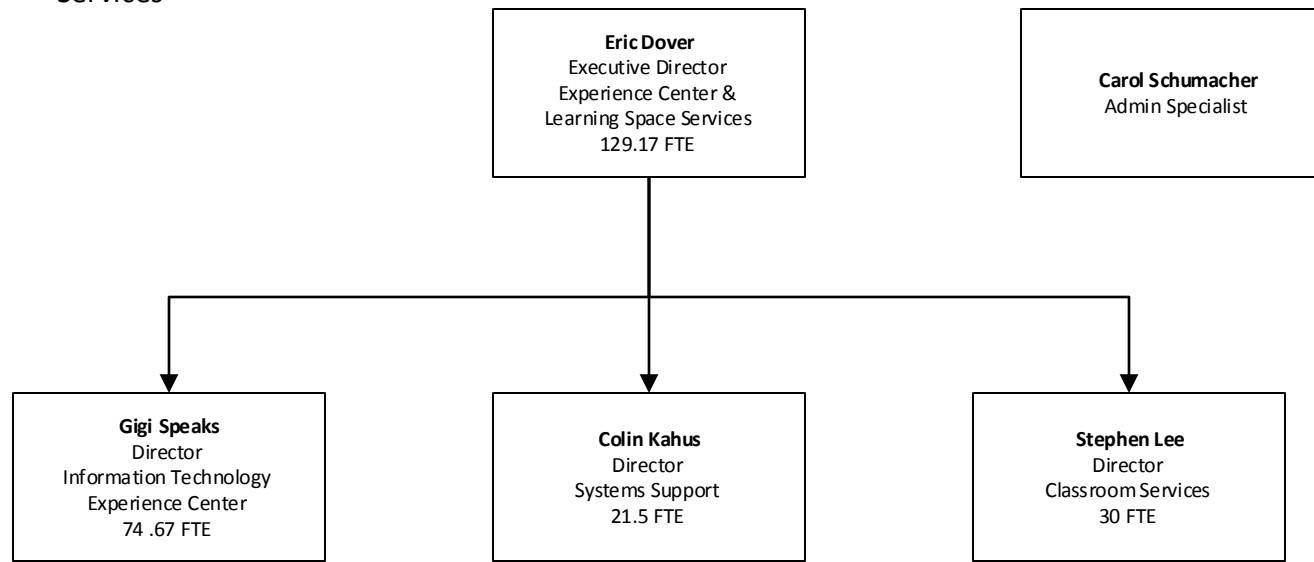 Services
Eric Dover
Executive Director
Experience Center &
Learning Space Services
129.17 FTE
Carol Schumacher
Admin Specialist
Gigi Speaks
Director
Information Technology
Experience Center
74 .67 FTE
Colin Kahus
Director
Systems Support
21.5 FTE
Stephen Lee
Director
Classroom Services
30 FTE